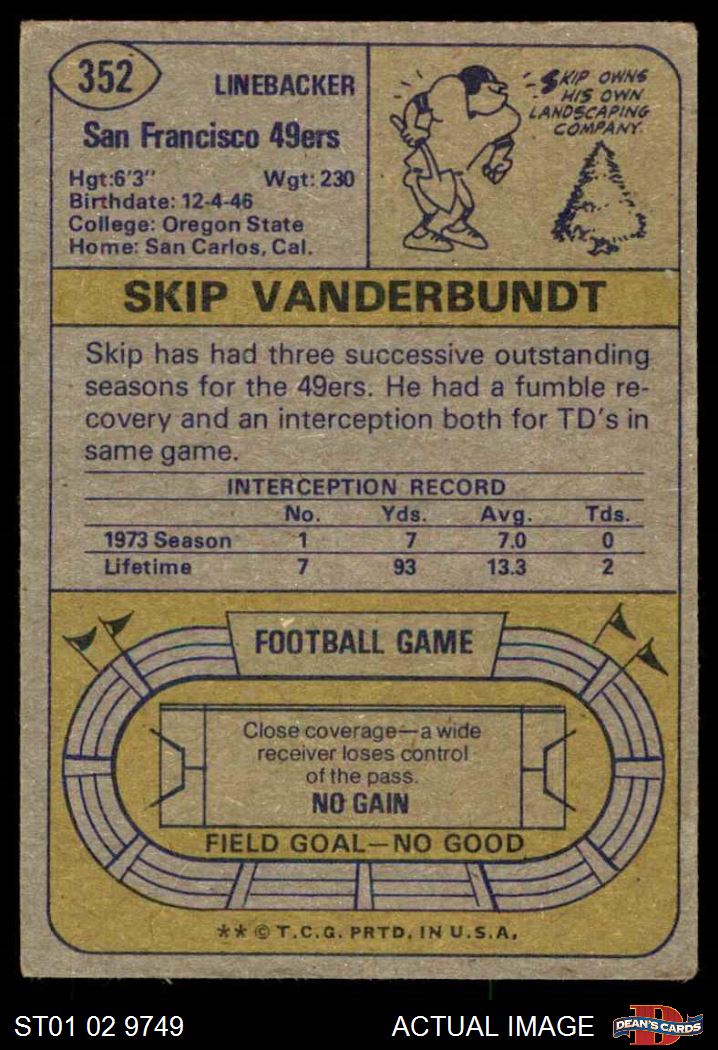 352
LINEBACKER
San Francisco 49ers
Hgt:6'3" Wgt: 230
Birthdate: 12-4-46
College: Oregon State
Home: San Carlos, Cal.
SKIP OWNS
HIS OWN
LANDSCAPING
COMPANY.
SKIP VANDERBUNDT
Skip has had three successive outstanding
seasons for the 49ers. He had a fumble re-
covery and an interception both for TD's in
same game.
INTERCEPTION RECORD
No. Yds. Avg. Tds.
1973 Season 1 7 7.0 0
Lifetime 7 93 13.3 2
FOOTBALL GAME
Close coverage—a wide
receiver loses control
of the pass.
NO GAIN
FIELD GOAL—NO GOOD
** © T.C.G. PRTD. IN U.S.A.
ST01 02 9749
ACTUAL IMAGE
D
DEAN'S CARDS